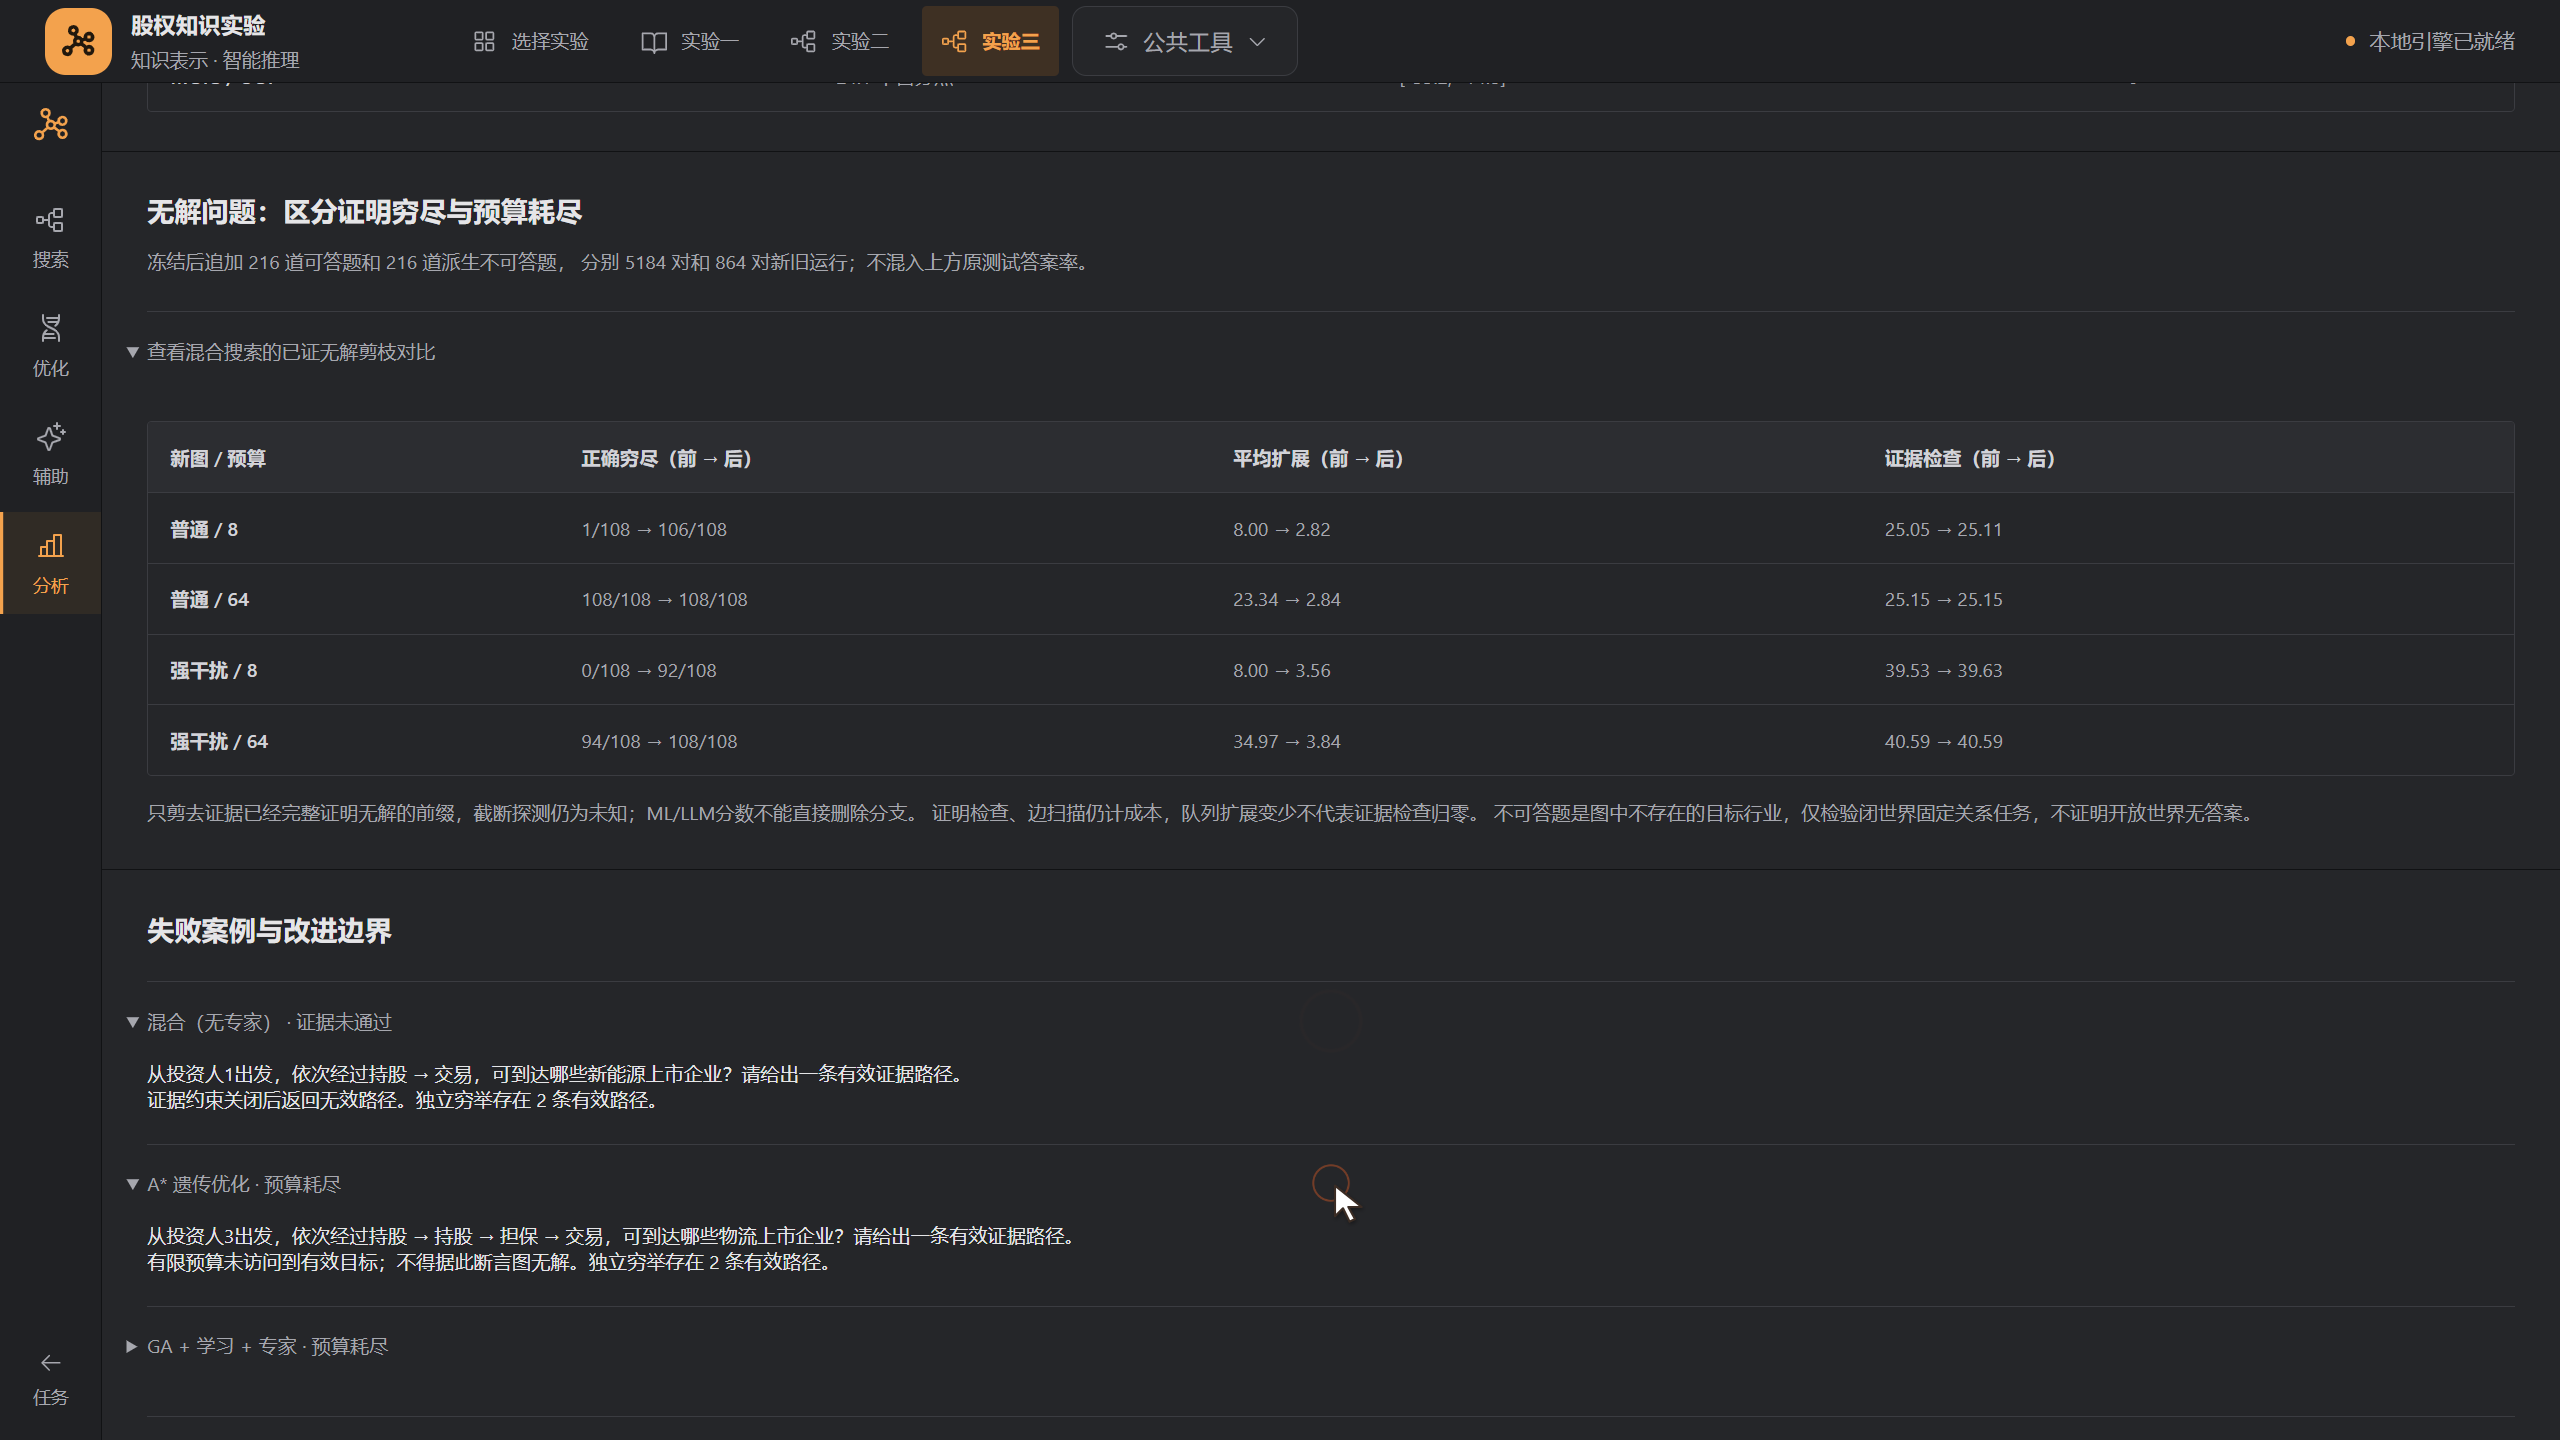 股权知识实验
知识表示 · 智能推理
选择实验
实验一
实验二
实验三
公共工具
本地引擎已就绪
搜索
优化
辅助
分析
任务
无解问题：区分证明穷尽与预算耗尽
冻结后追加 216 道可答题和 216 道派生不可答题， 分别 5184 对和 864 对新旧运行；不混入上方原测试答案率。
查看混合搜索的已证无解剪枝对比
新图 / 预算 正确穷尽（前 → 后） 平均扩展（前 → 后） 证据检查（前 → 后）
普通 / 8 1/108 → 106/108 8.00 → 2.82 25.05 → 25.11
普通 / 64 108/108 → 108/108 23.34 → 2.84 25.15 → 25.15
强干扰 / 8 0/108 → 92/108 8.00 → 3.56 39.53 → 39.63
强干扰 / 64 94/108 → 108/108 34.97 → 3.84 40.59 → 40.59
只剪去证据已经完整证明无解的前缀，截断探测仍为未知；ML/LLM分数不能直接删除分支。 证明检查、边扫描仍计成本，队列扩展变少不代表证据检查归零。 不可答题是图中不存在的目标行业，仅检验闭世界固定关系任务，不证明开放世界无答案。
失败案例与改进边界
混合（无专家） · 证据未通过
从投资人1出发，依次经过持股 → 交易，可到达哪些新能源上市企业？请给出一条有效证据路径。
证据约束关闭后返回无效路径。独立穷举存在 2 条有效路径。
A* 遗传优化 · 预算耗尽
从投资人3出发，依次经过持股 → 持股 → 担保 → 交易，可到达哪些物流上市企业？请给出一条有效证据路径。
有限预算未访问到有效目标；不得据此断言图无解。独立穷举存在 2 条有效路径。
GA + 学习 + 专家 · 预算耗尽